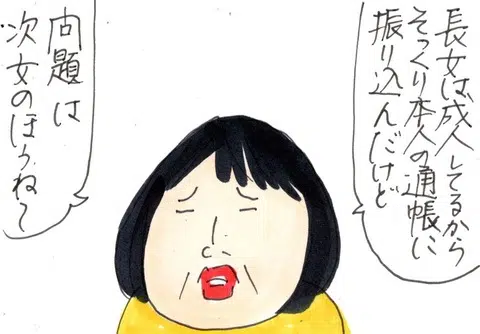 長女は成人してるから
そっくり本人の通帳に
振り込んだけど
問題は
次女のほうね〜